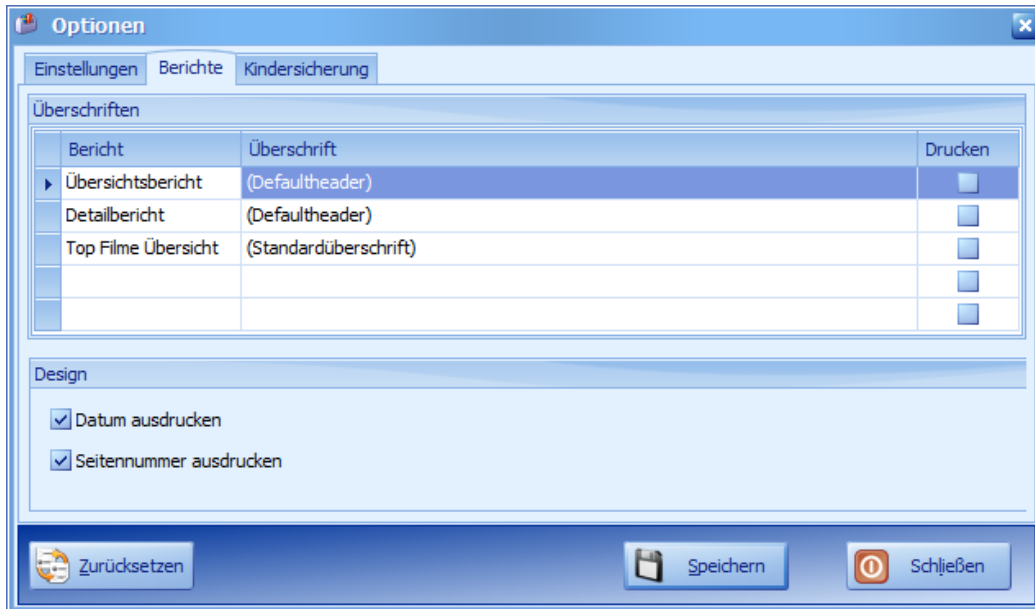 Optionen
Einstellungen Berichte Kindersicherung
Überschriften
Bericht Überschrift Drucken
Übersichtsbericht (Defaultheader)
Detailbericht (Defaultheader)
Top Filme Übersicht (Standardüberschrift)
Design
Datum ausdrucken
Seitennummer ausdrucken
Zurücksetzen Speichern Schließen